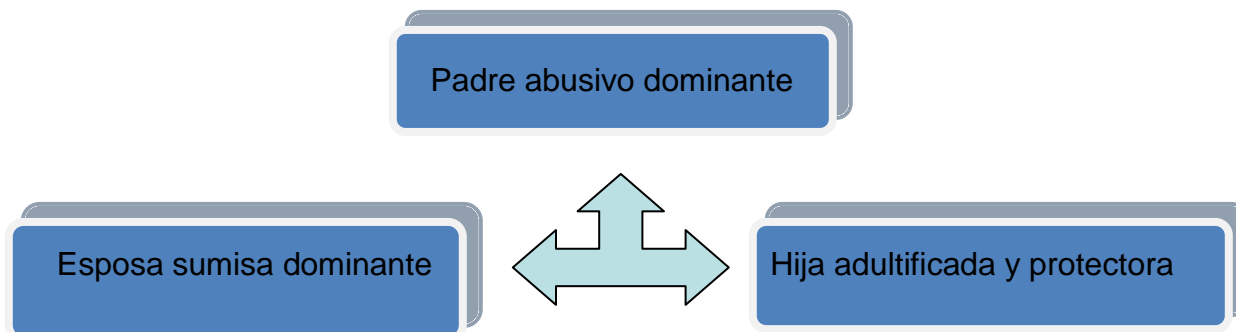 Padre abusivo dominante
Esposa sumisa dominante
Hija adultificada y protectora